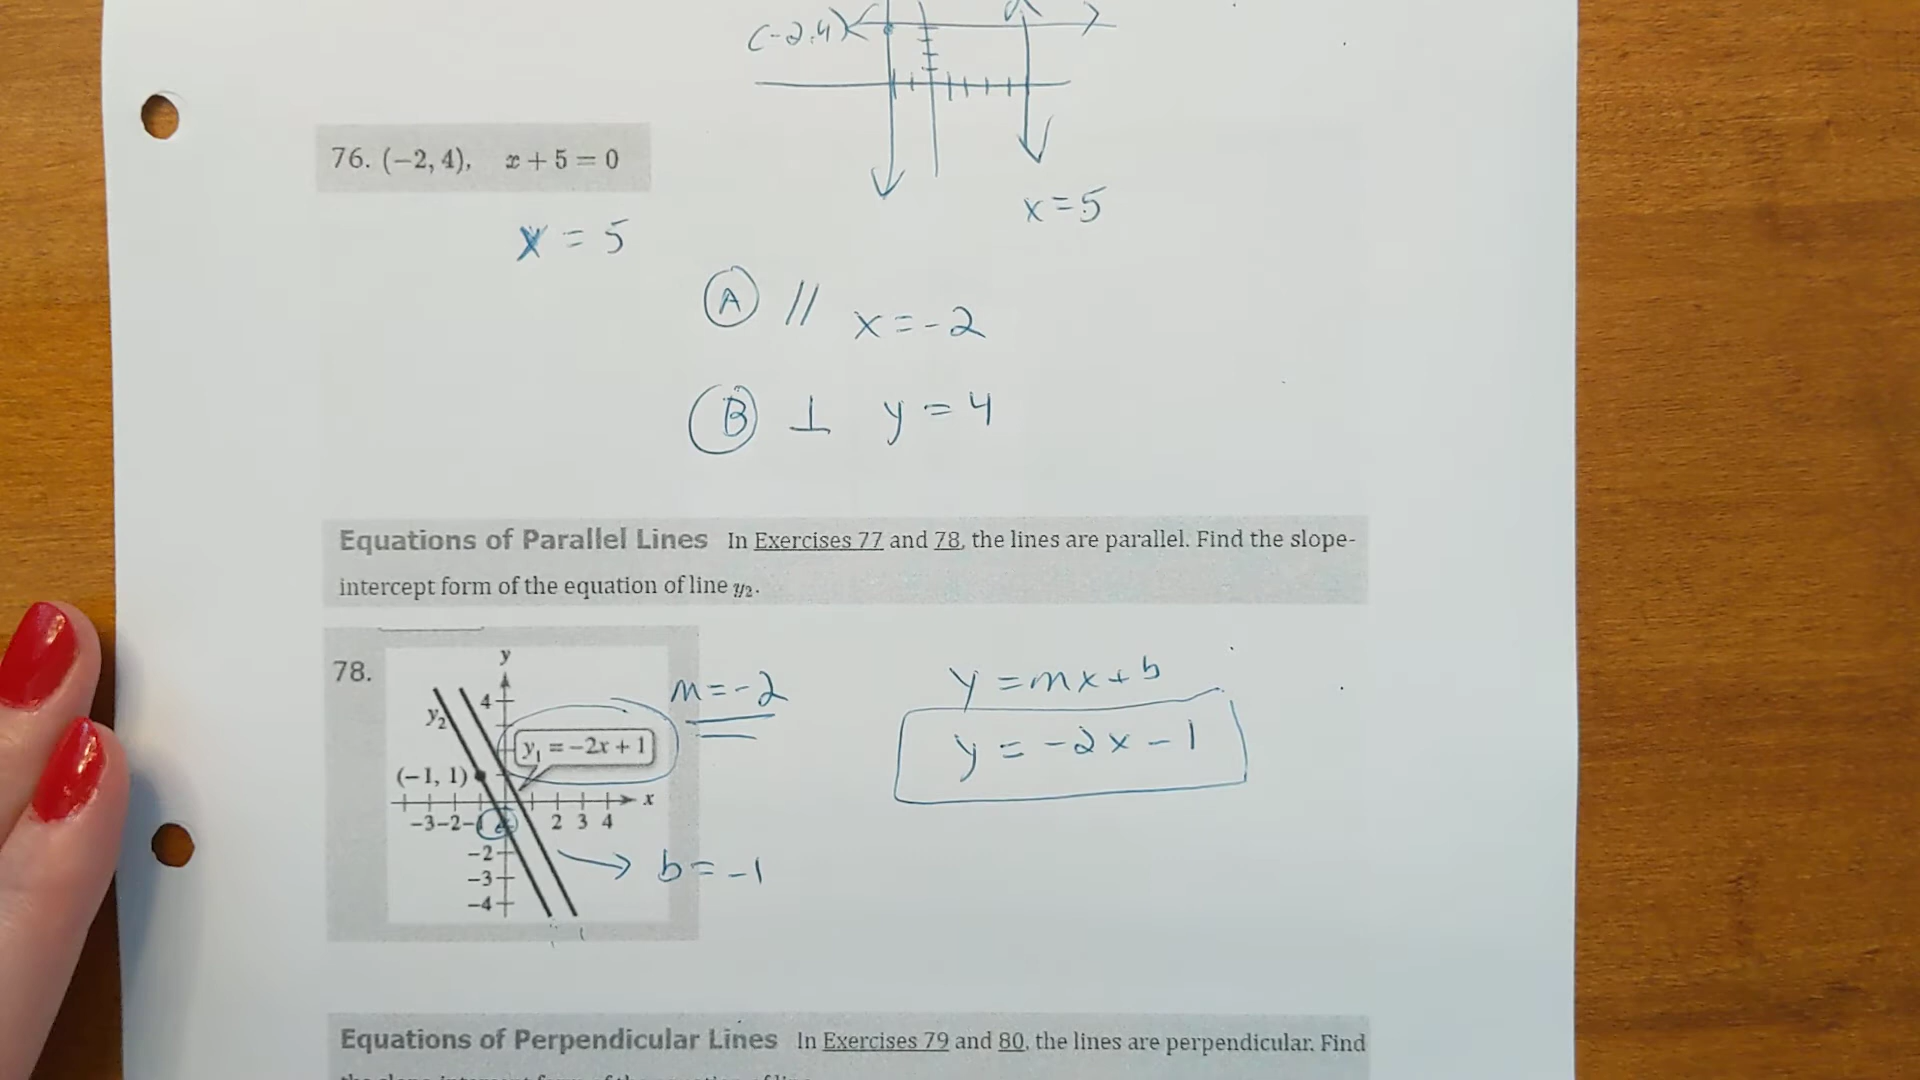 (-2,4)
76. (−2, 4), x + 5 = 0
x = 5
x = 5
A // x = -2
B ⊥ y = 4
Equations of Parallel Lines In Exercises 77 and 78, the lines are parallel. Find the slope-
intercept form of the equation of line y₂.
78.
y
4
y₂
y₁ = −2x + 1
(−1, 1)
x
−3 −2 −1 2 3 4
−2
−3
−4
m = -2
b = -1
y = mx + b
y = -2x - 1
Equations of Perpendicular Lines In Exercises 79 and 80, the lines are perpendicular. Find